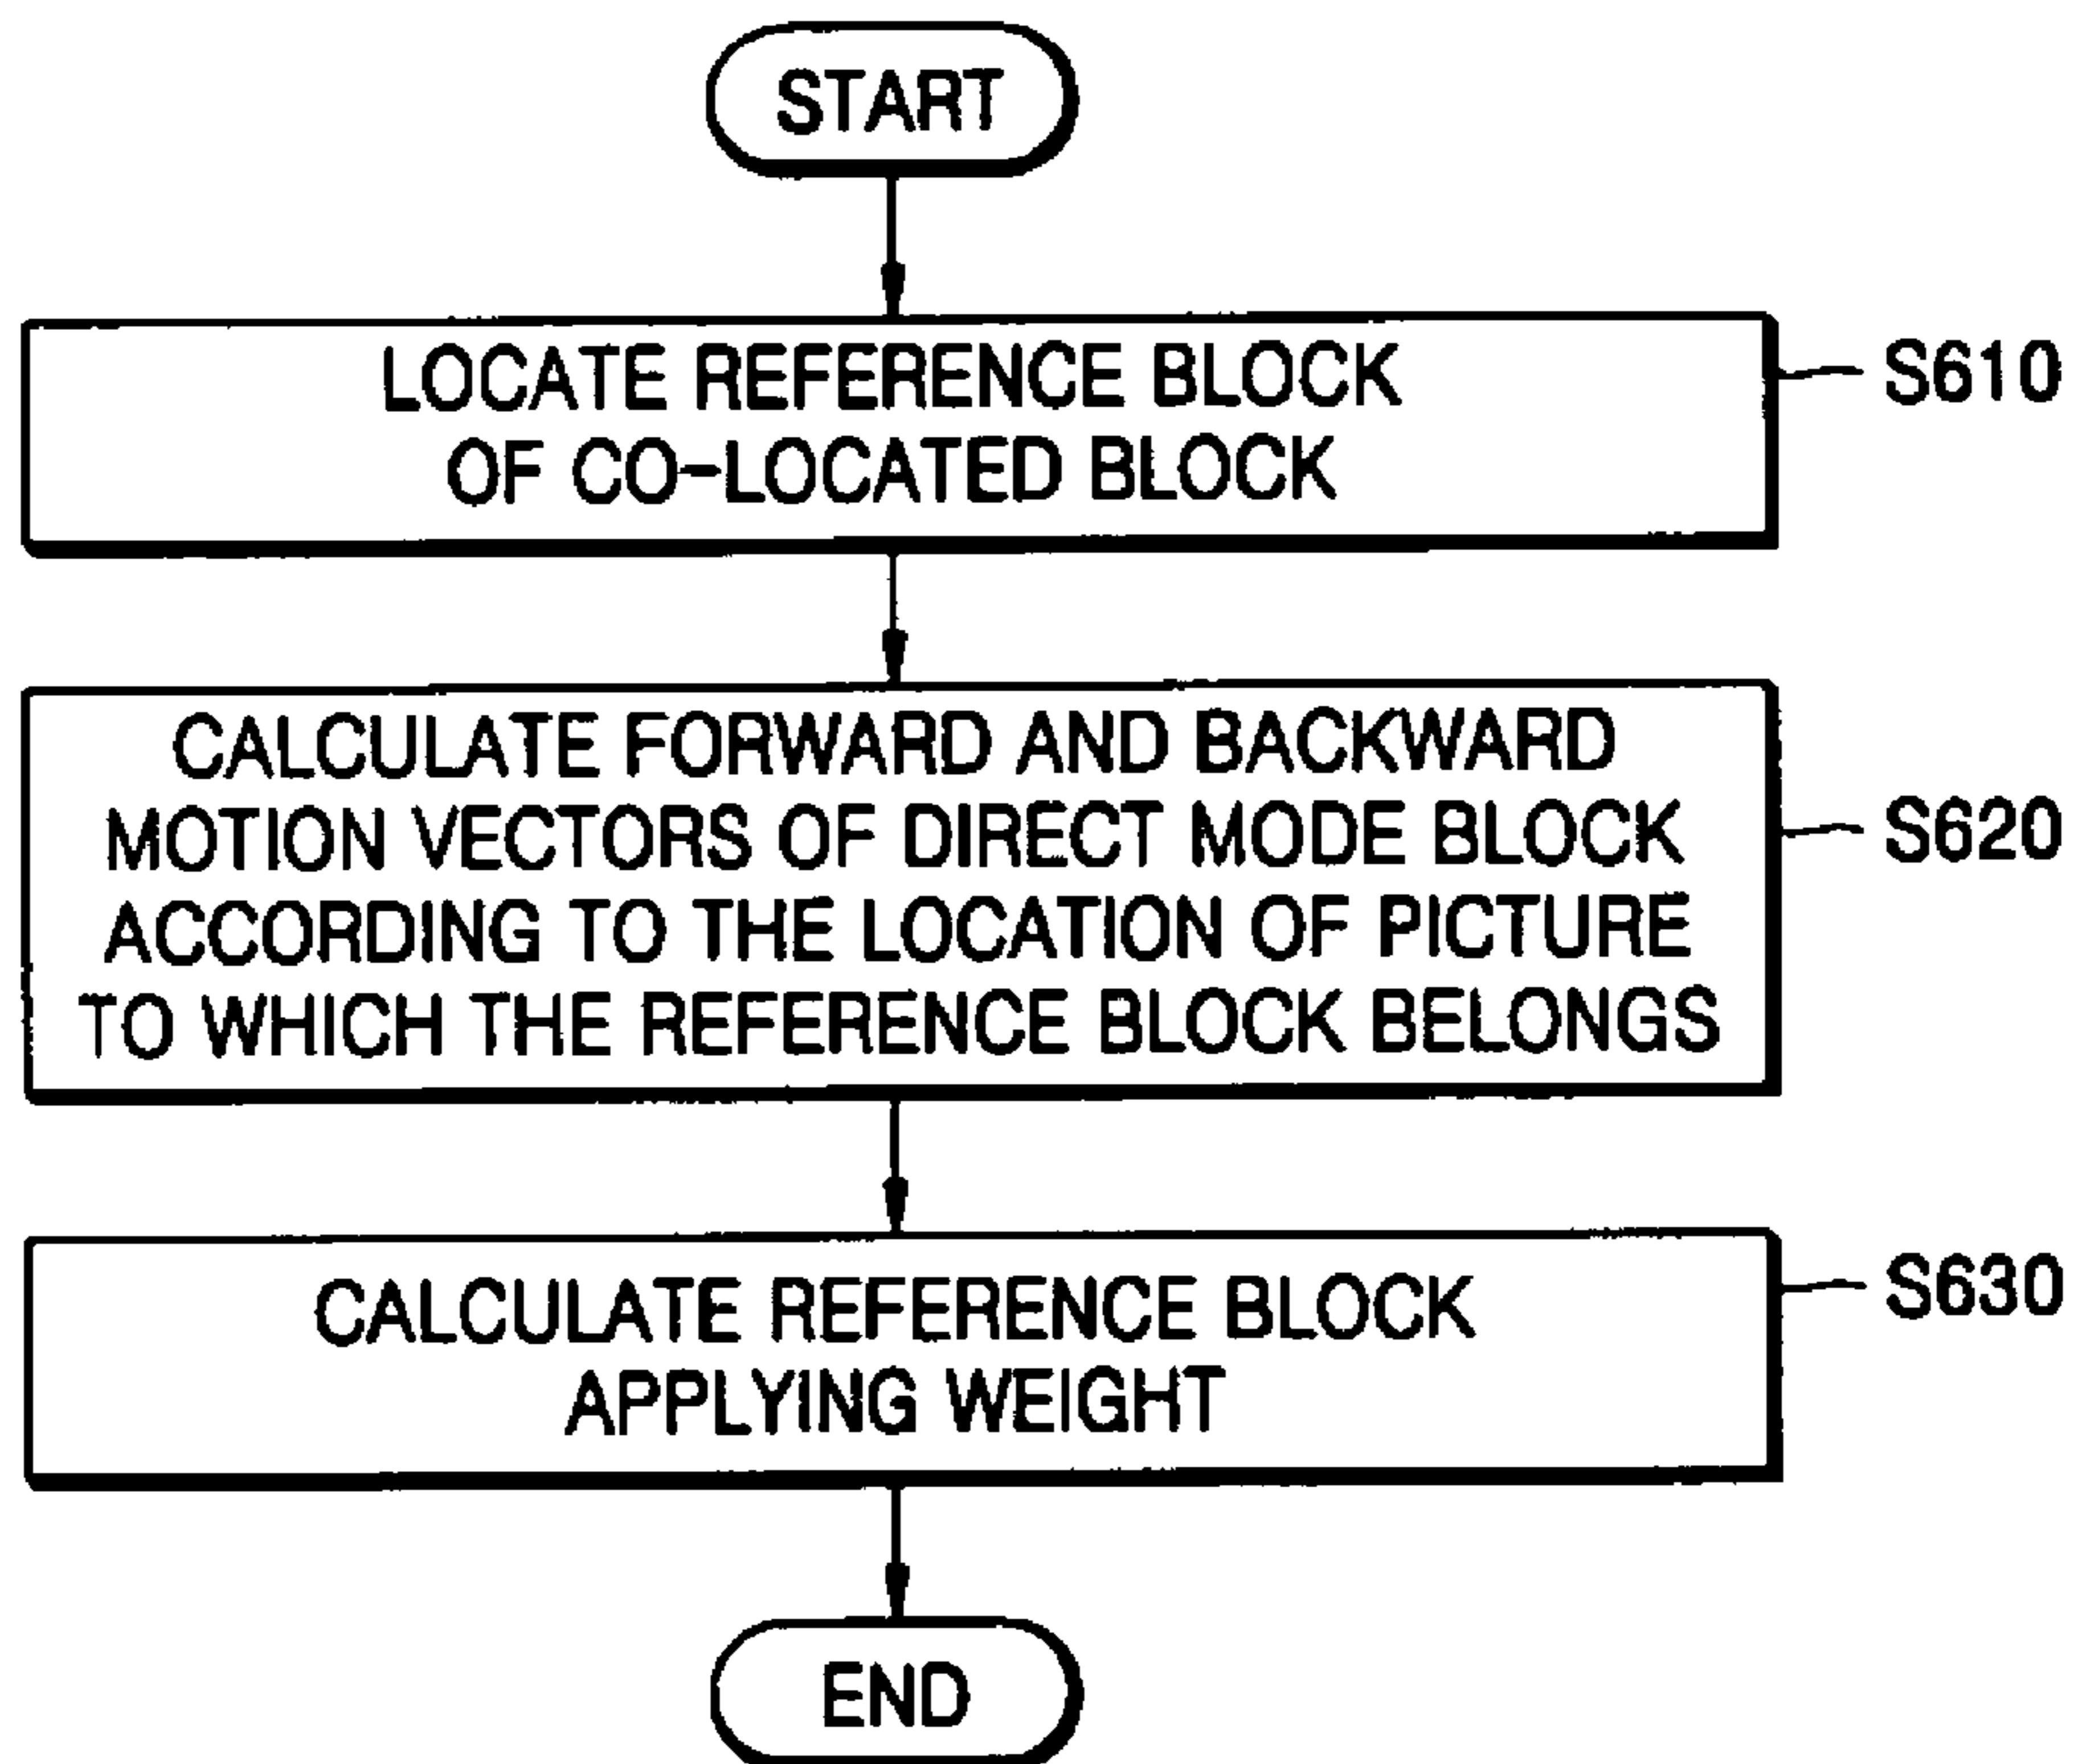 START
LOCATE REFERENCE BLOCK
OF CO-LOCATED BLOCK
S610
CALCULATE FORWARD AND BACKWARD
MOTION VECTORS OF DIRECT MODE BLOCK
ACCORDING TO THE LOCATION OF PICTURE
TO WHICH THE REFERENCE BLOCK BELONGS
S620
CALCULATE REFERENCE BLOCK
APPLYING WEIGHT
S630
END